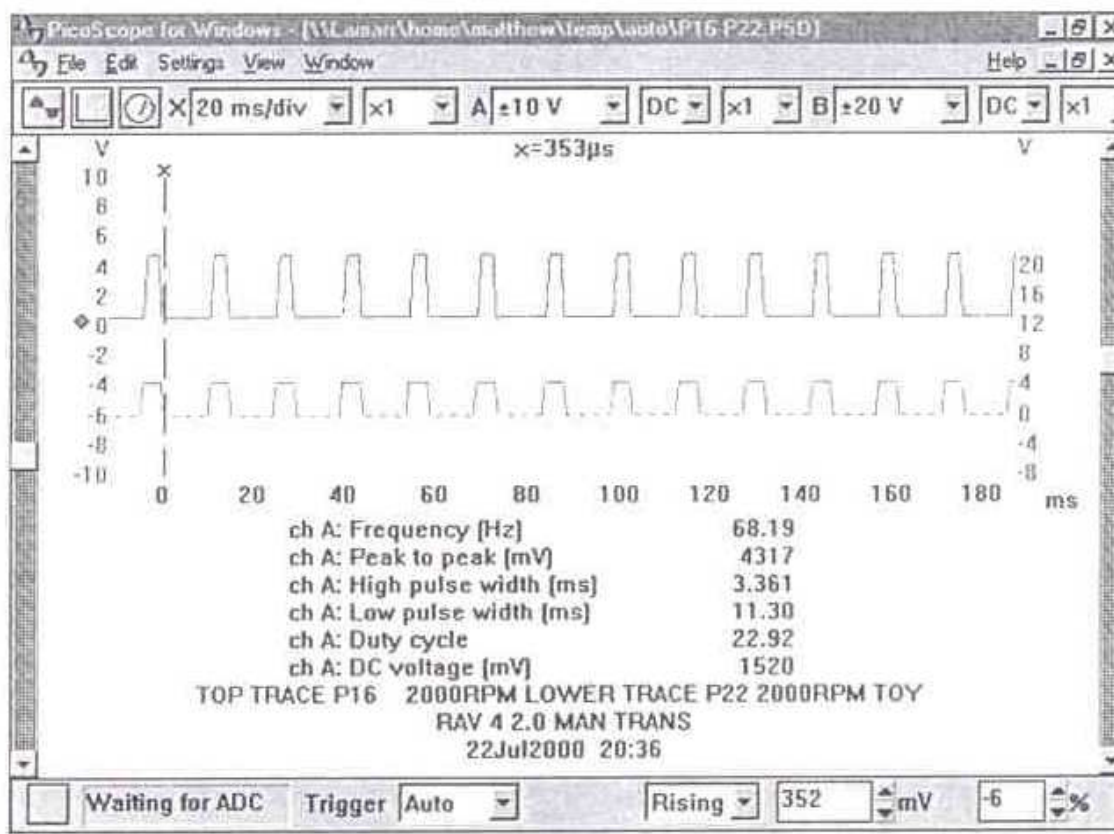 PicoScope for Windows - [\\Laman\home\matthew\temp\auto\P16-P22.PSD]
File Edit Settings View Window Help
X 20 ms/div x1 A ±10 V DC x1 B ±20 V DC x1
V x=353µs V
x
10
8
6
4 20
2 16
0 12
-2 8
-4 4
-6 0
-8 -4
-10 -8
0 20 40 60 80 100 120 140 160 180 ms
ch A: Frequency (Hz) 68.19
ch A: Peak to peak (mV) 4317
ch A: High pulse width (ms) 3.361
ch A: Low pulse width (ms) 11.30
ch A: Duty cycle 22.92
ch A: DC voltage (mV) 1520
TOP TRACE P16 2000RPM LOWER TRACE P22 2000RPM TOY
RAV 4 2.0 MAN TRANS
22Jul2000 20:36
Waiting for ADC Trigger Auto Rising 352 mV -6 %